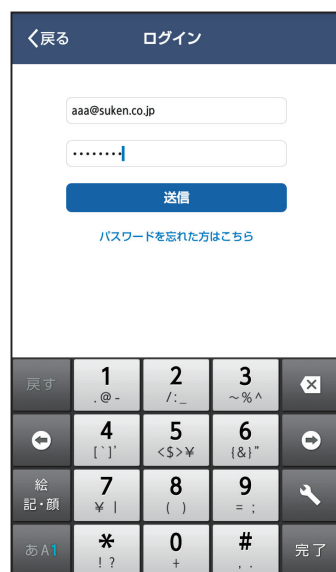 戻る ログイン
aaa@suken.co.jp
••••••••
送信
パスワードを忘れた方はこちら
戻す 1 2 3
.@- /:_ ~%^
4 5 6
[`]' <$>¥ {&}"
絵 7 8 9
記・顔 ¥| () =;
あA1 * 0 # 完了
!? + ,.